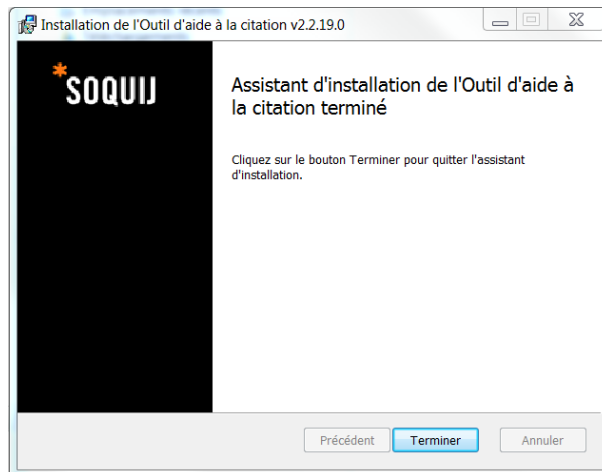 Installation de l'Outil d'aide à la citation v2.2.19.0
*SOQUIJ
Assistant d'installation de l'Outil d'aide à
la citation terminé
Cliquez sur le bouton Terminer pour quitter l'assistant
d'installation.
Précédent
Terminer
Annuler